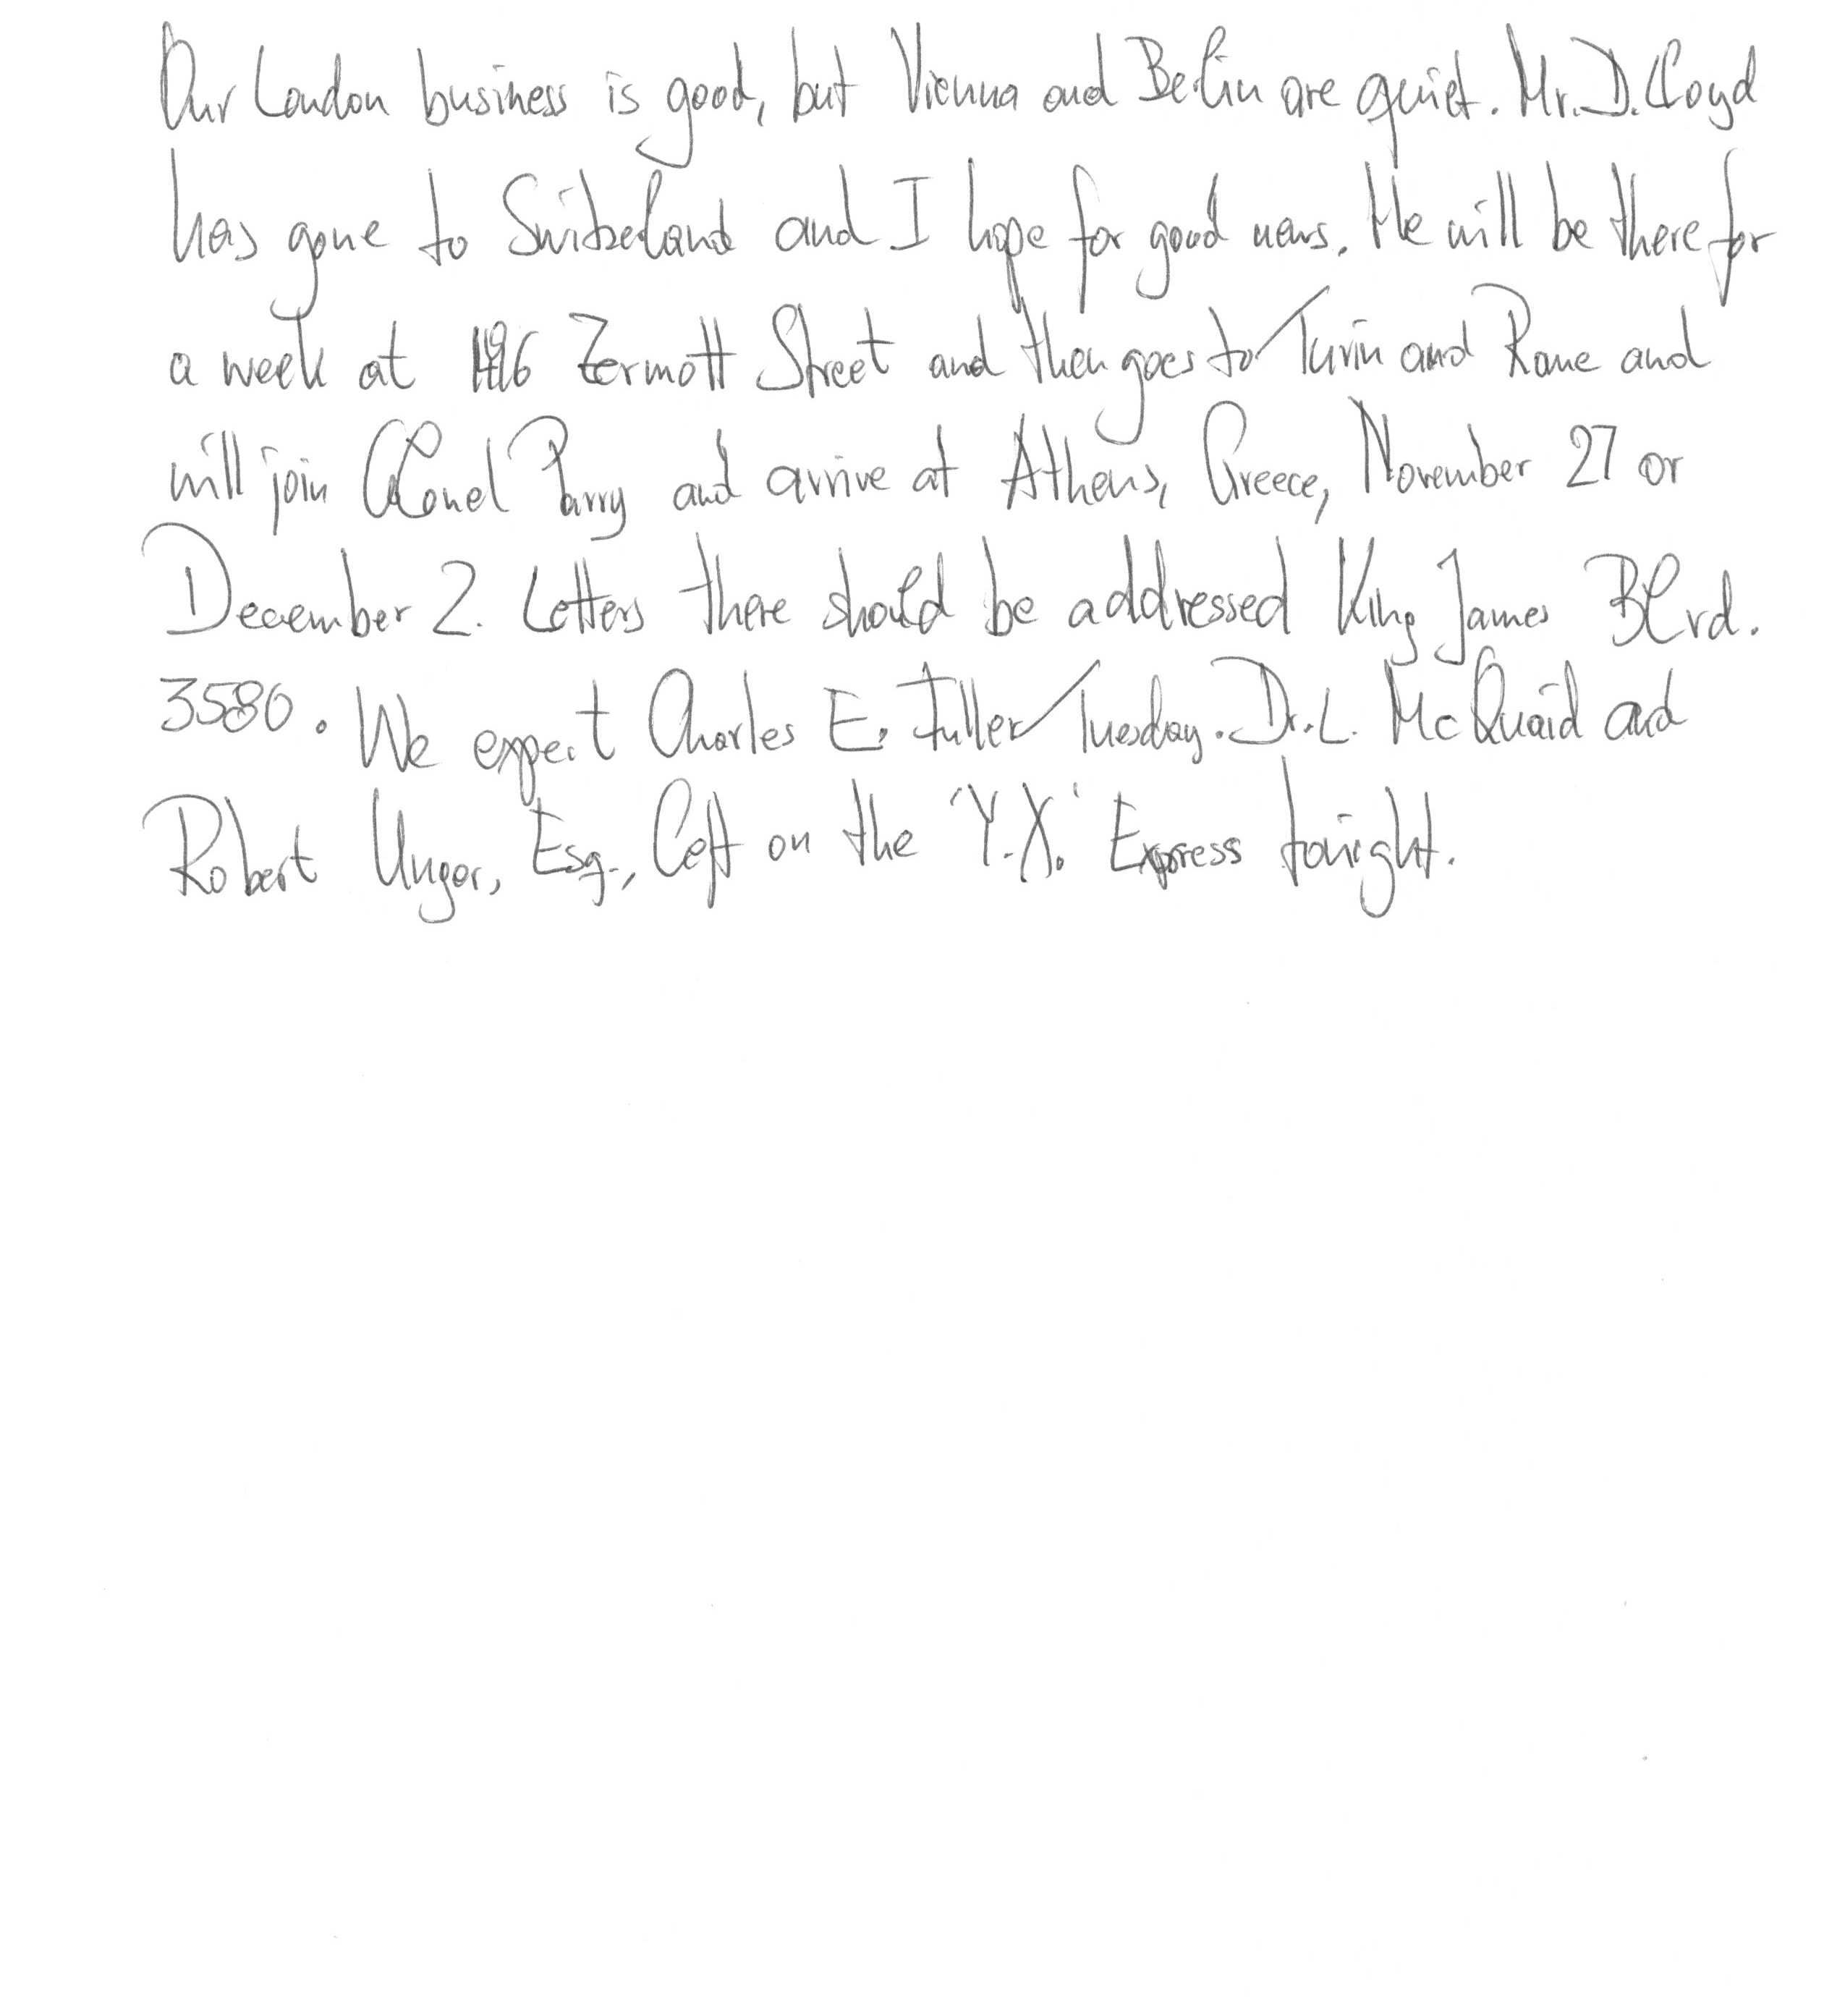 Our London business is good, but Vienna and Berlin are quiet. Mr. D. Lloyd
has gone to Switzerland and I hope for good news. He will be there for
a week at Zermott Street and then goes to Turin and Rome and
will join Colonel Parry and arrive at Athens, Greece, November 27 or
December 2. Letters there should be addressed King James Blvd.
3580. We expect Charles E. Fuller Tuesday. Dr. L. McQuaid and
Robert Unger, Esq., left on the 'Y.X.' Express tonight.